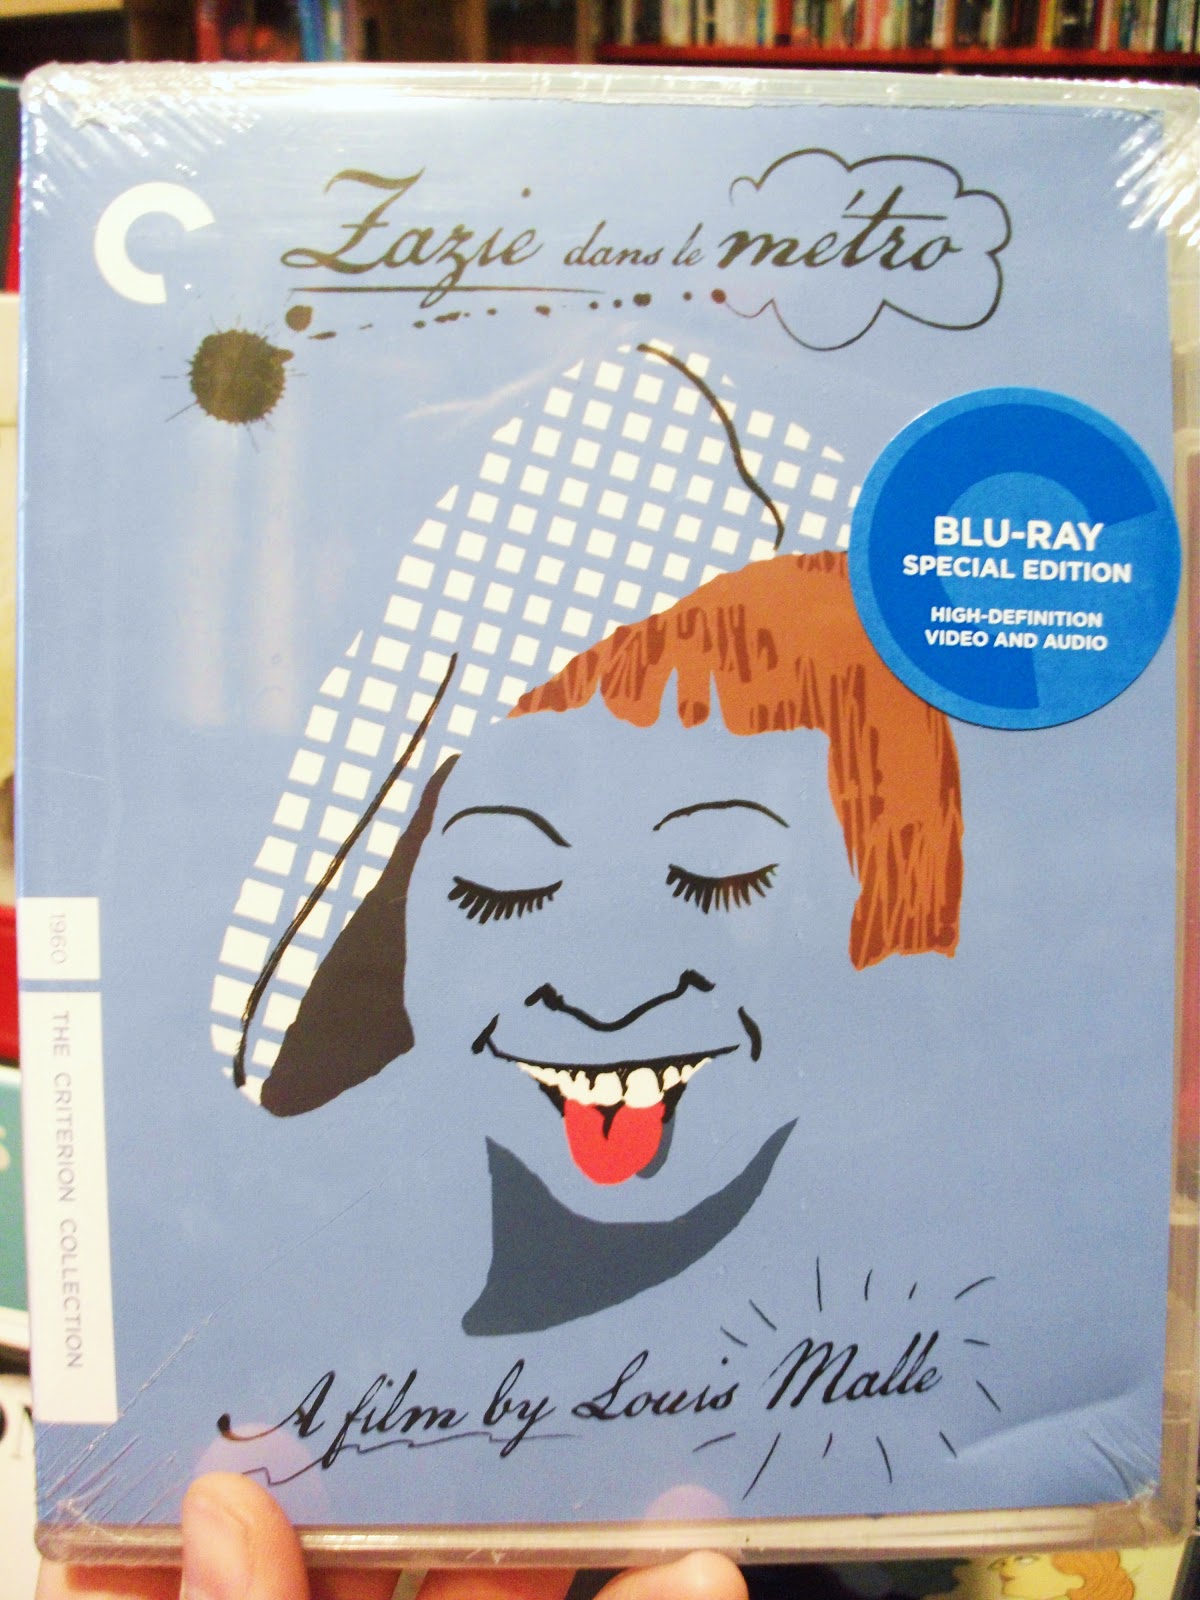 Zazie dans le métro
BLU-RAY
SPECIAL EDITION
HIGH-DEFINITION
VIDEO AND AUDIO
1960
THE CRITERION COLLECTION
A film by Louis Malle